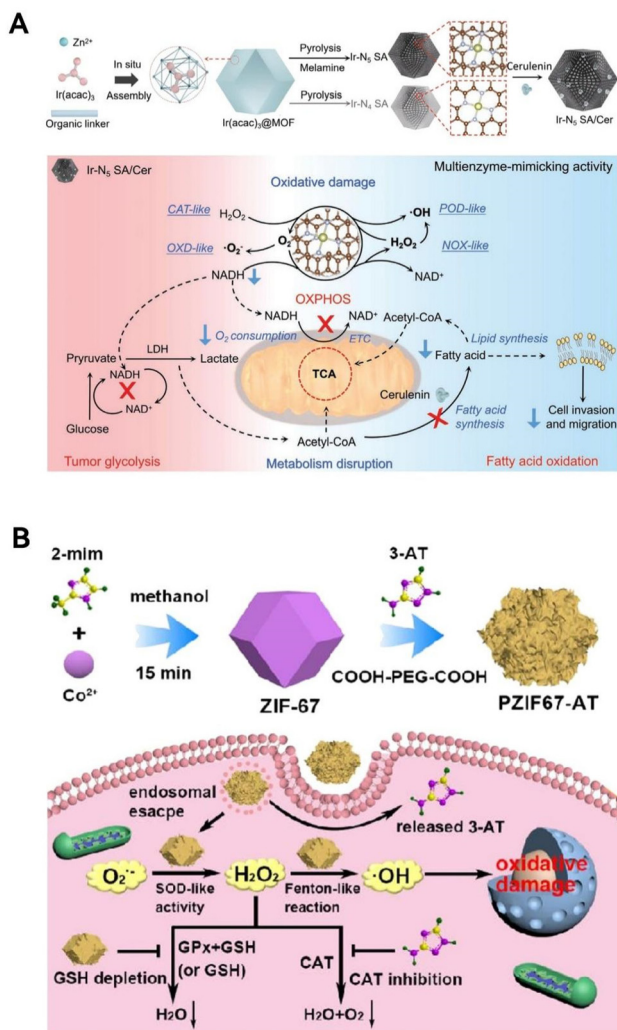 A
Zn²⁺
Ir(acac)₃
Organic linker
In situ
Assembly
Ir(acac)₃@MOF
Pyrolysis
Melamine
Pyrolysis
Ir-N₅ SA
Ir-N₄ SA
Cerulenin
Ir-N₅ SA/Cer
Ir-N₅ SA/Cer
Oxidative damage
Multienzyme-mimicking activity
CAT-like
H₂O₂
·OH
POD-like
OXD-like
·O₂⁻
O₂
H₂O₂
NOX-like
NADH
NAD⁺
OXPHOS
NADH
NAD⁺
Acetyl-CoA
ETC
O₂ consumption
Lipid synthesis
Pryruvate
LDH
Lactate
NADH
NAD⁺
Glucose
TCA
Fatty acid
Cerulenin
Fatty acid
synthesis
Cell invasion
and migration
Acetyl-CoA
Tumor glycolysis
Metabolism disruption
Fatty acid oxidation
B
2-mim
+
Co²⁺
methanol
15 min
ZIF-67
3-AT
COOH-PEG-COOH
PZIF67-AT
endosomal
esacpe
released 3-AT
O₂·⁻
SOD-like
activity
H₂O₂
Fenton-like
reaction
·OH
oxidative
damage
GSH depletion
GPx+GSH
(or GSH)
CAT
CAT inhibition
H₂O↓
H₂O+O₂↓